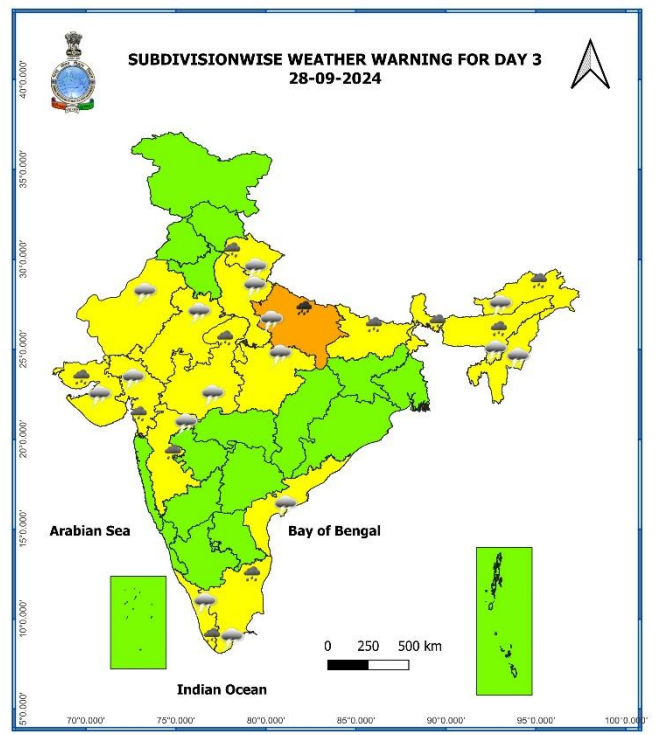 SUBDIVISIONWISE WEATHER WARNING FOR DAY 3
28-09-2024
40°0.000'
35°0.000'
30°0.000'
25°0.000'
20°0.000'
15°0.000'
10°0.000'
5°0.000'
Arabian Sea
Bay of Bengal
0 250 500 km
Indian Ocean
70°0.000' 75°0.000' 80°0.000' 85°0.000' 90°0.000' 95°0.000' 100°0.000'